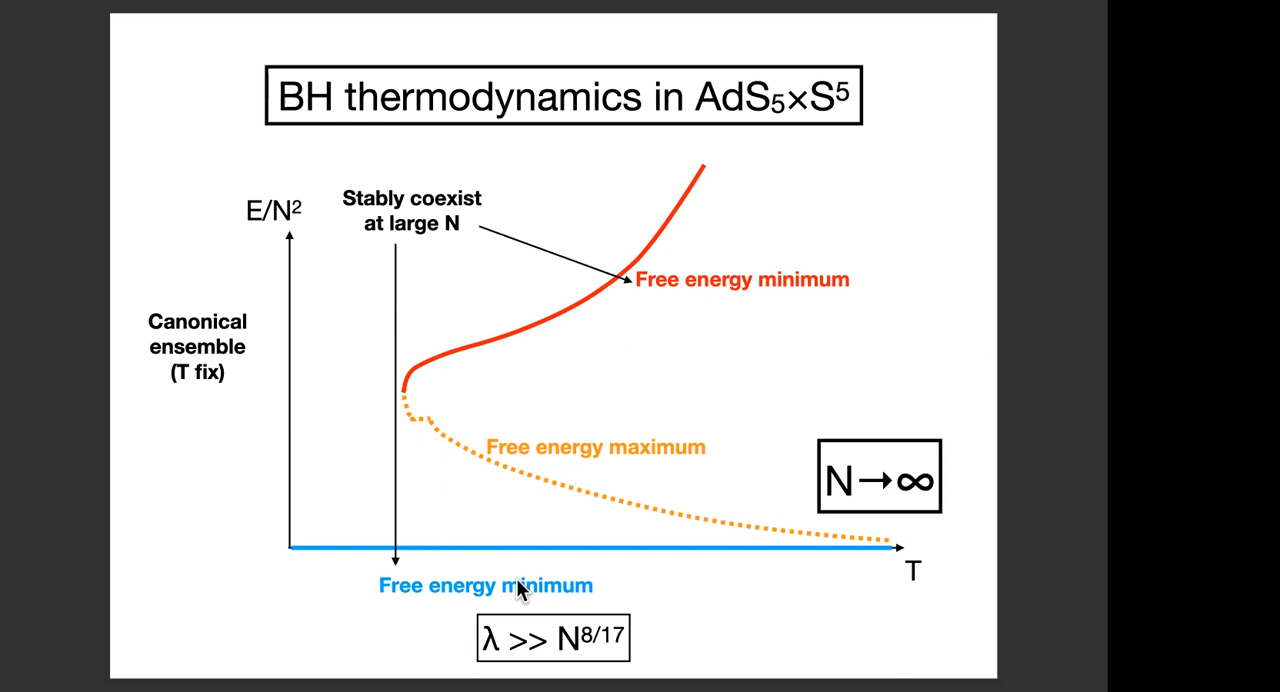 BH thermodynamics in AdS₅×S⁵
E/N²
Stably coexist
at large N
Free energy minimum
Canonical
ensemble
(T fix)
Free energy maximum
N→∞
T
Free energy minimum
λ >> N^8/17